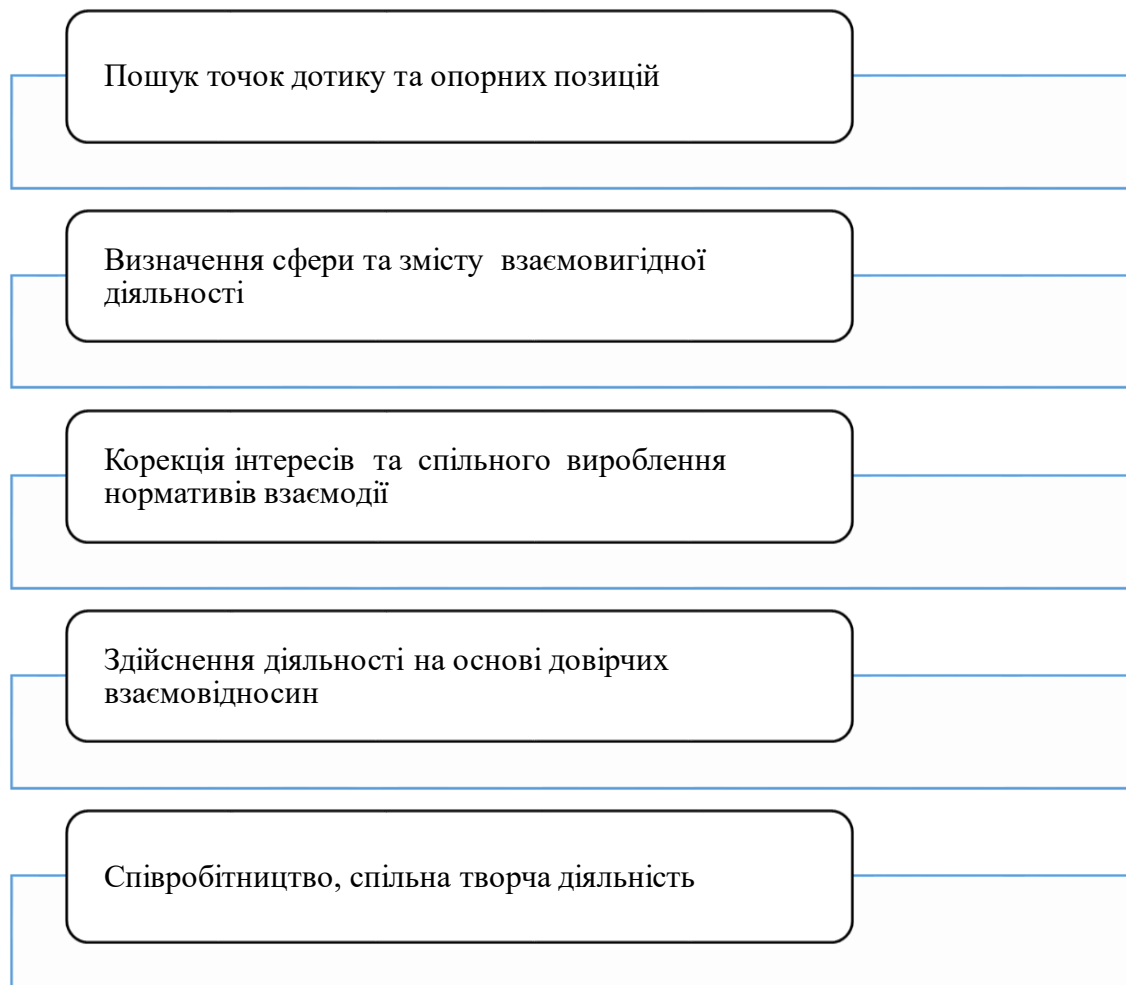 Пошук точок дотику та опорних позицій
Визначення сфери та змісту взаємовигідної
діяльності
Корекція інтересів та спільного вироблення
нормативів взаємодії
Здійснення діяльності на основі довірчих
взаємовідносин
Співробітництво, спільна творча діяльність